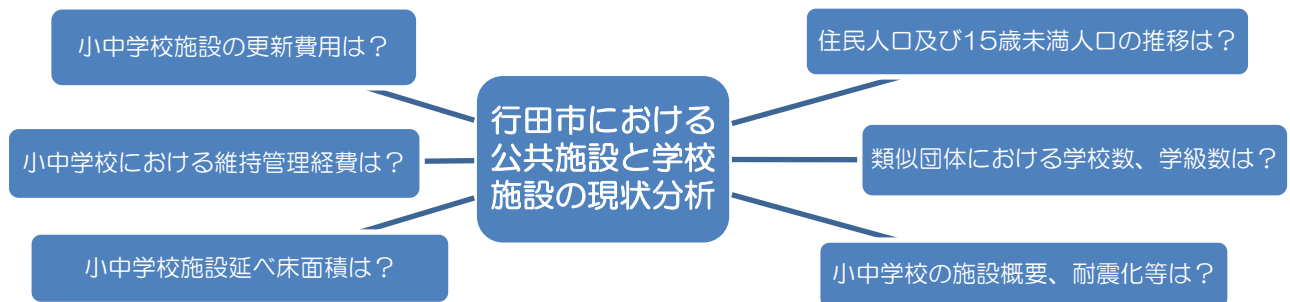 小中学校施設の更新費用は？
住民人口及び15歳未満人口の推移は？
行田市における
公共施設と学校
施設の現状分析
小中学校における維持管理経費は？
類似団体における学校数、学級数は？
小中学校施設延べ床面積は？
小中学校の施設概要、耐震化等は？